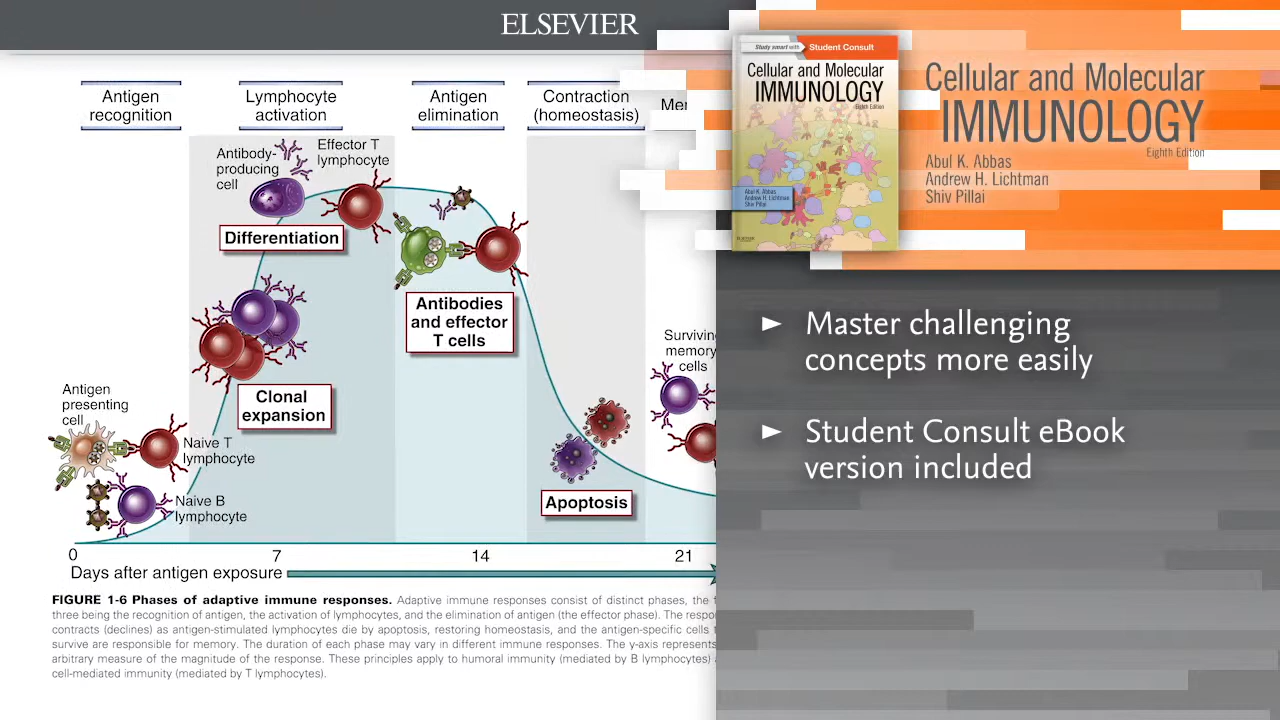 ELSEVIER
Antigen
recognition
Lymphocyte
activation
Antigen
elimination
Contraction
(homeostasis)
Antibody-
producing
cell
Effector T
lymphocyte
Differentiation
Antibodies
and effector
T cells
Clonal
expansion
Antigen
presenting
cell
Naive T
lymphocyte
Naive B
lymphocyte
Apoptosis
memory
cells
0 7 14 21
Days after antigen exposure
FIGURE 1-6 Phases of adaptive immune responses. Adaptive immune responses consist of distinct phases, the
three being the recognition of antigen, the activation of lymphocytes, and the elimination of antigen (the effector phase). The
contracts (declines) as antigen-stimulated lymphocytes die by apoptosis, restoring homeostasis, and the antigen-specific cells
survive are responsible for memory. The duration of each phase may vary in different immune responses. The y-axis represents
arbitrary measure of the magnitude of the response. These principles apply to humoral immunity (mediated by B lymphocytes)
cell-mediated immunity (mediated by T lymphocytes).
Study smart with Student Consult
Cellular and Molecular
IMMUNOLOGY
Eighth Edition
Abul K. Abbas
Andrew H. Lichtman
Shiv Pillai
Cellular and Molecular
IMMUNOLOGY
Eighth Edition
Abul K. Abbas
Andrew H. Lichtman
Shiv Pillai
► Master challenging
concepts more easily
► Student Consult eBook
version included